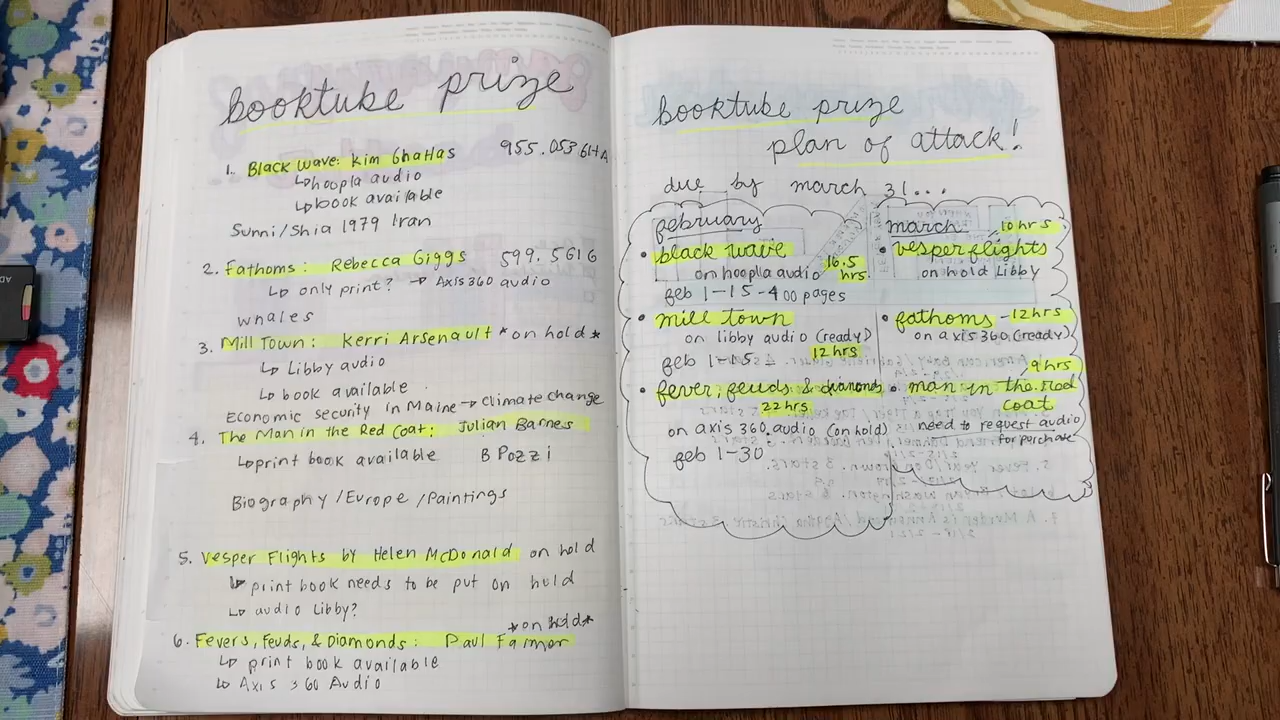 booktube prize
1. Black Wave: Kim Ghattas 955.053 GHA
↳ hoopla audio
↳ book available
Sunni/Shia 1979 Iran
2. Fathoms: Rebecca Giggs 599.5 GIG
↳ only print? → Axis360 audio
whales
3. Mill Town: Kerri Arsenault *on hold*
↳ Libby audio
↳ book available
Economic security in Maine → climate change
4. The Man in the Red Coat: Julian Barnes
↳ print book available B Pozzi
Biography/Europe/Paintings
5. Vesper Flights by Helen McDonald on hold
↳ print book needs to be put on hold
↳ audio Libby?
*on hold*
6. Fevers, Feuds, & Diamonds: Paul Farmer
↳ print book available
↳ Axis 360 Audio
booktube prize
plan of attack!
due by march 31...
february
• black wave
on hoopla audio 16.5 hrs
feb 1-15-400 pages
• mill town
on libby audio (ready)
feb 1-15 12 hrs
• fever, feuds & diamonds
22 hrs
on axis 360 audio (on hold)
feb 1-30
march 10 hrs
• vesper flights
on hold Libby
• fathoms - 12 hrs
on axis 360 (ready)
9 hrs
• man in the red
coat
need to request audio
for purchase